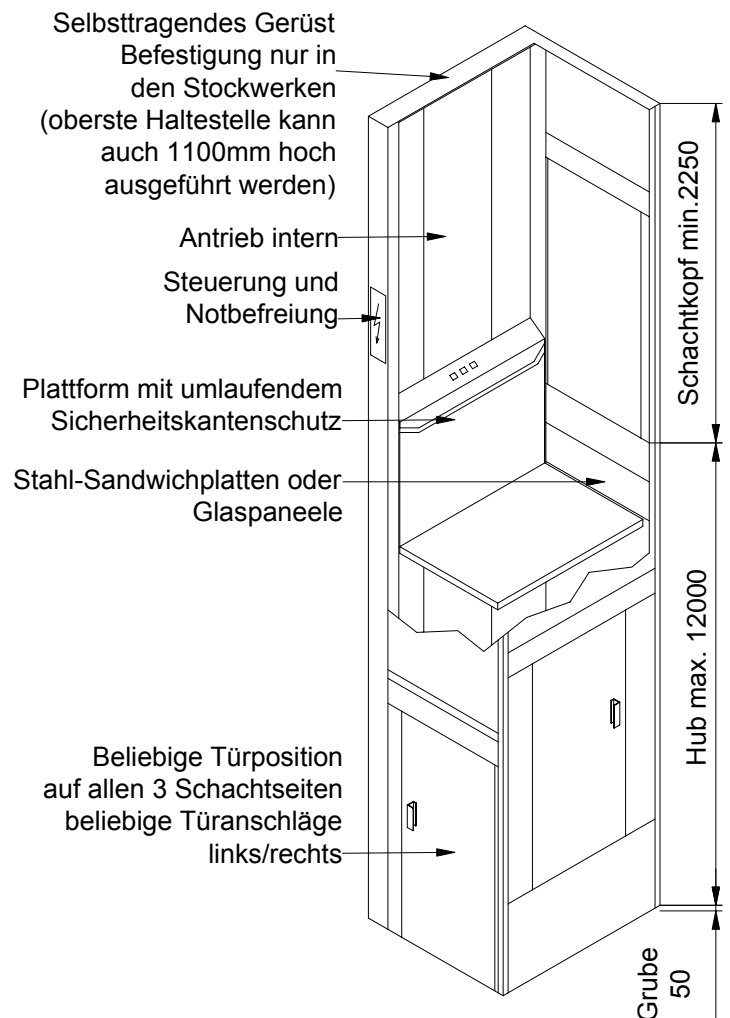 Selbsttragendes Gerüst
Befestigung nur in
den Stockwerken
(oberste Haltestelle kann
auch 1100mm hoch
ausgeführt werden)
Antrieb intern
Steuerung und
Notbefreiung
Plattform mit umlaufendem
Sicherheitskantenschutz
Stahl-Sandwichplatten oder
Glaspaneele
Beliebige Türposition
auf allen 3 Schachtseiten
beliebige Türanschläge
links/rechts
Schachtkopf min.2250
Hub max. 12000
Grube
50